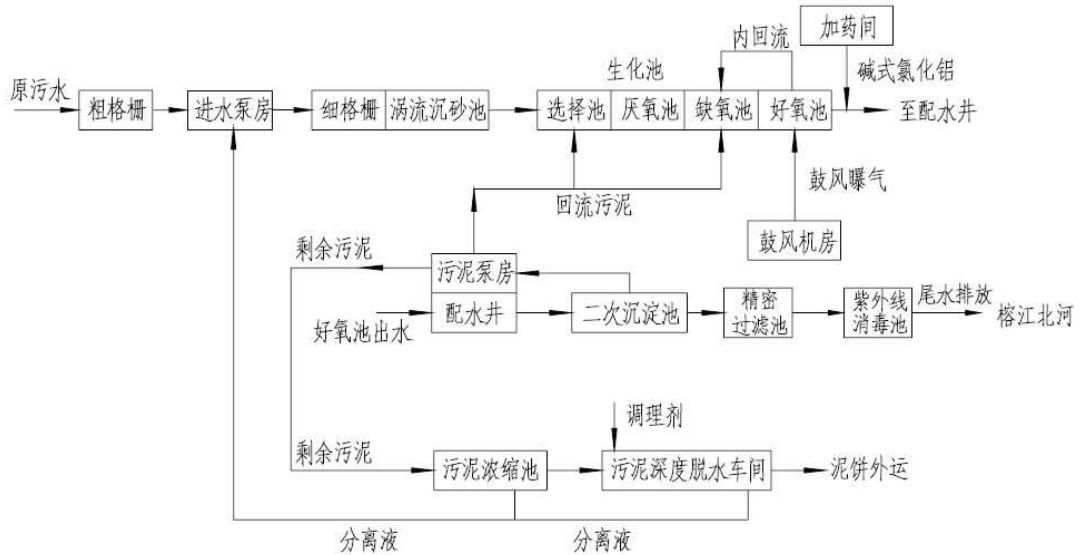 加药间
内回流
生化池
碱式氯化铝
原污水
粗格栅
进水泵房
细格栅
涡流沉砂池
选择池
厌氧池
缺氧池
好氧池
至配水井
鼓风曝气
回流污泥
鼓风机房
剩余污泥
污泥泵房
配水井
好氧池出水
二次沉淀池
精密
过滤池
紫外线
消毒池
尾水排放
榕江北河
调理剂
剩余污泥
污泥浓缩池
污泥深度脱水车间
泥饼外运
分离液
分离液